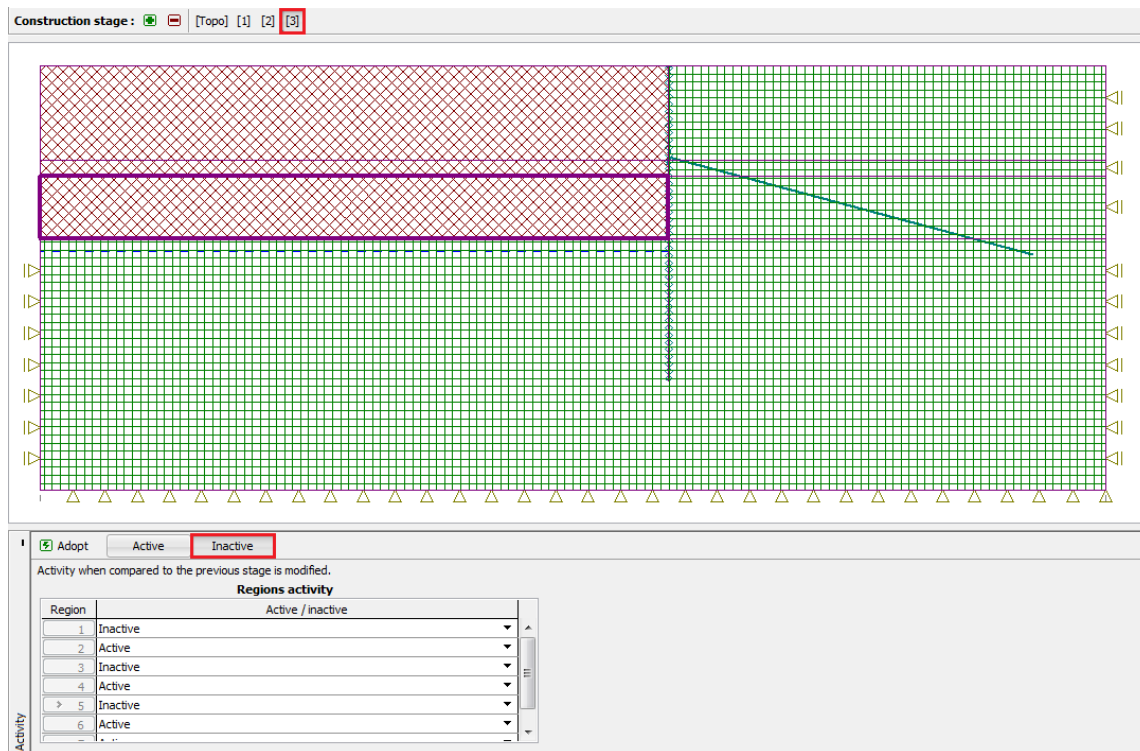 Construction stage : [Topo] [1] [2] [3]
Adopt Active Inactive
Activity when compared to the previous stage is modified.
Regions activity
Region Active / inactive
1 Inactive
2 Active
3 Inactive
4 Active
> 5 Inactive
6 Active
Activity